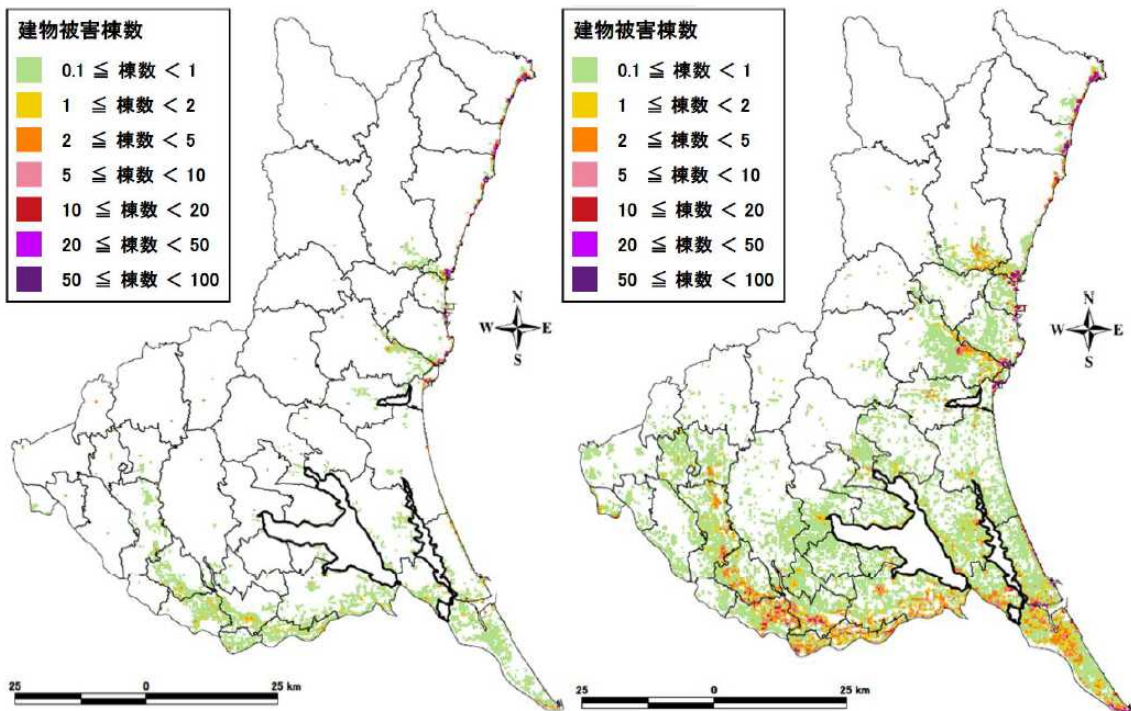 建物被害棟数
0.1 ≦ 棟数 < 1
1 ≦ 棟数 < 2
2 ≦ 棟数 < 5
5 ≦ 棟数 < 10
10 ≦ 棟数 < 20
20 ≦ 棟数 < 50
50 ≦ 棟数 < 100
N
W E
S
25 0 25 km
建物被害棟数
0.1 ≦ 棟数 < 1
1 ≦ 棟数 < 2
2 ≦ 棟数 < 5
5 ≦ 棟数 < 10
10 ≦ 棟数 < 20
20 ≦ 棟数 < 50
50 ≦ 棟数 < 100
N
W E
S
25 0 25 km